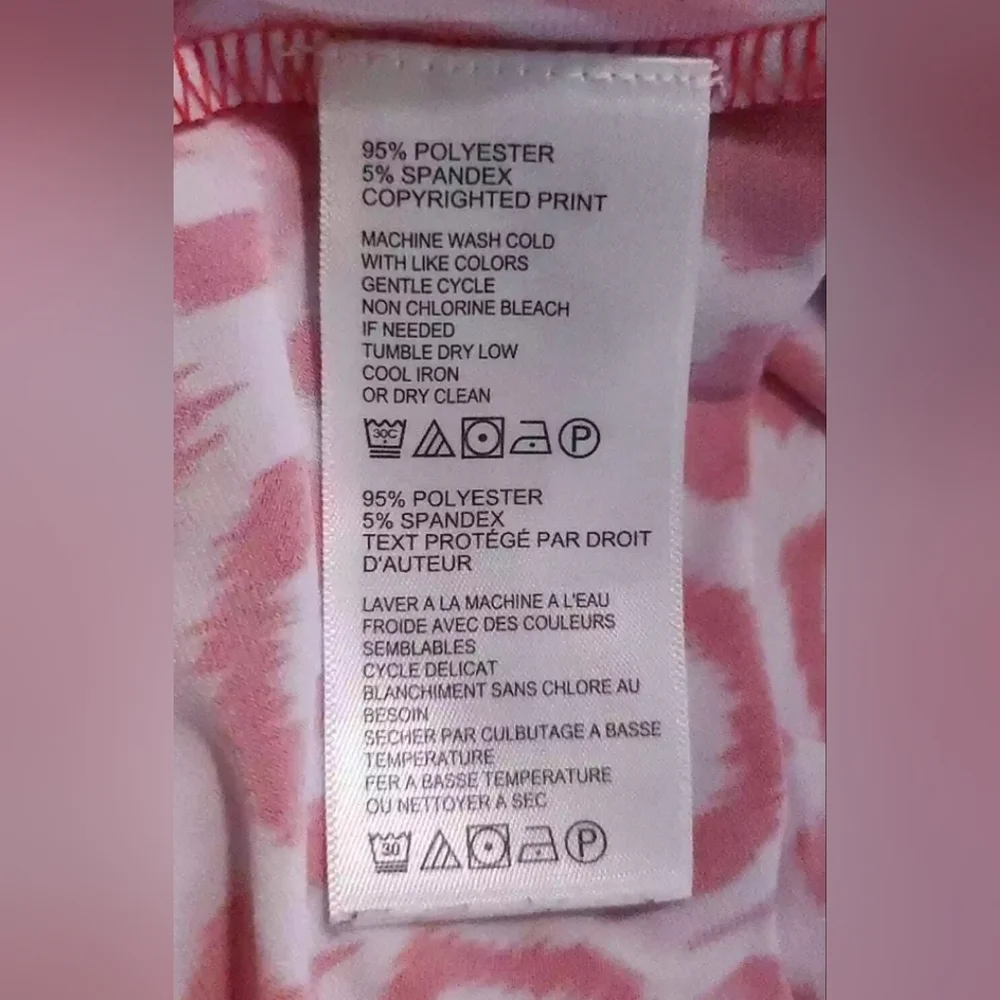 95% POLYESTER
5% SPANDEX
COPYRIGHTED PRINT
MACHINE WASH COLD
WITH LIKE COLORS
GENTLE CYCLE
NON CHLORINE BLEACH
IF NEEDED
TUMBLE DRY LOW
COOL IRON
OR DRY CLEAN
30C P
95% POLYESTER
5% SPANDEX
TEXT PROTÉGÉ PAR DROIT
D'AUTEUR
LAVER A LA MACHINE A L'EAU
FROIDE AVEC DES COULEURS
SEMBLABLES
CYCLE DELICAT
BLANCHIMENT SANS CHLORE AU
BESOIN
SECHER PAR CULBUTAGE A BASSE
TEMPERATURE
FER A BASSE TEMPERATURE
OU NETTOYER A SEC
30 P